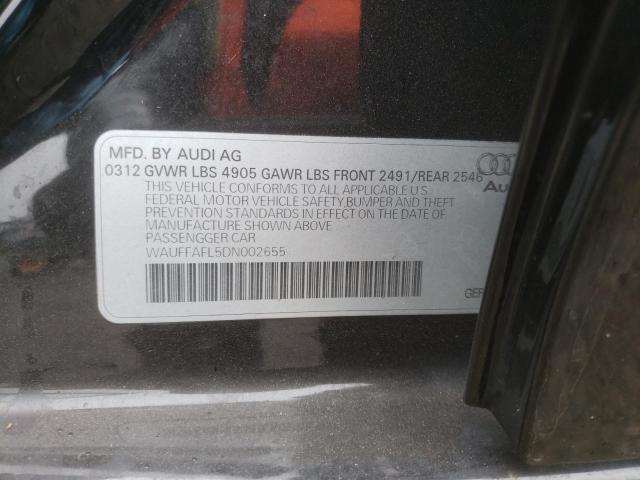 MFD. BY AUDI AG
0312 GVWR LBS 4905 GAWR LBS FRONT 2491/REAR 2546
THIS VEHICLE CONFORMS TO ALL APPLICABLE U.S.
FEDERAL MOTOR VEHICLE SAFETY, BUMPER AND THEFT
PREVENTION STANDARDS IN EFFECT ON THE DATE OF
MANUFACTURE SHOWN ABOVE
PASSENGGER CAR
WAUFFAFL5DN002655